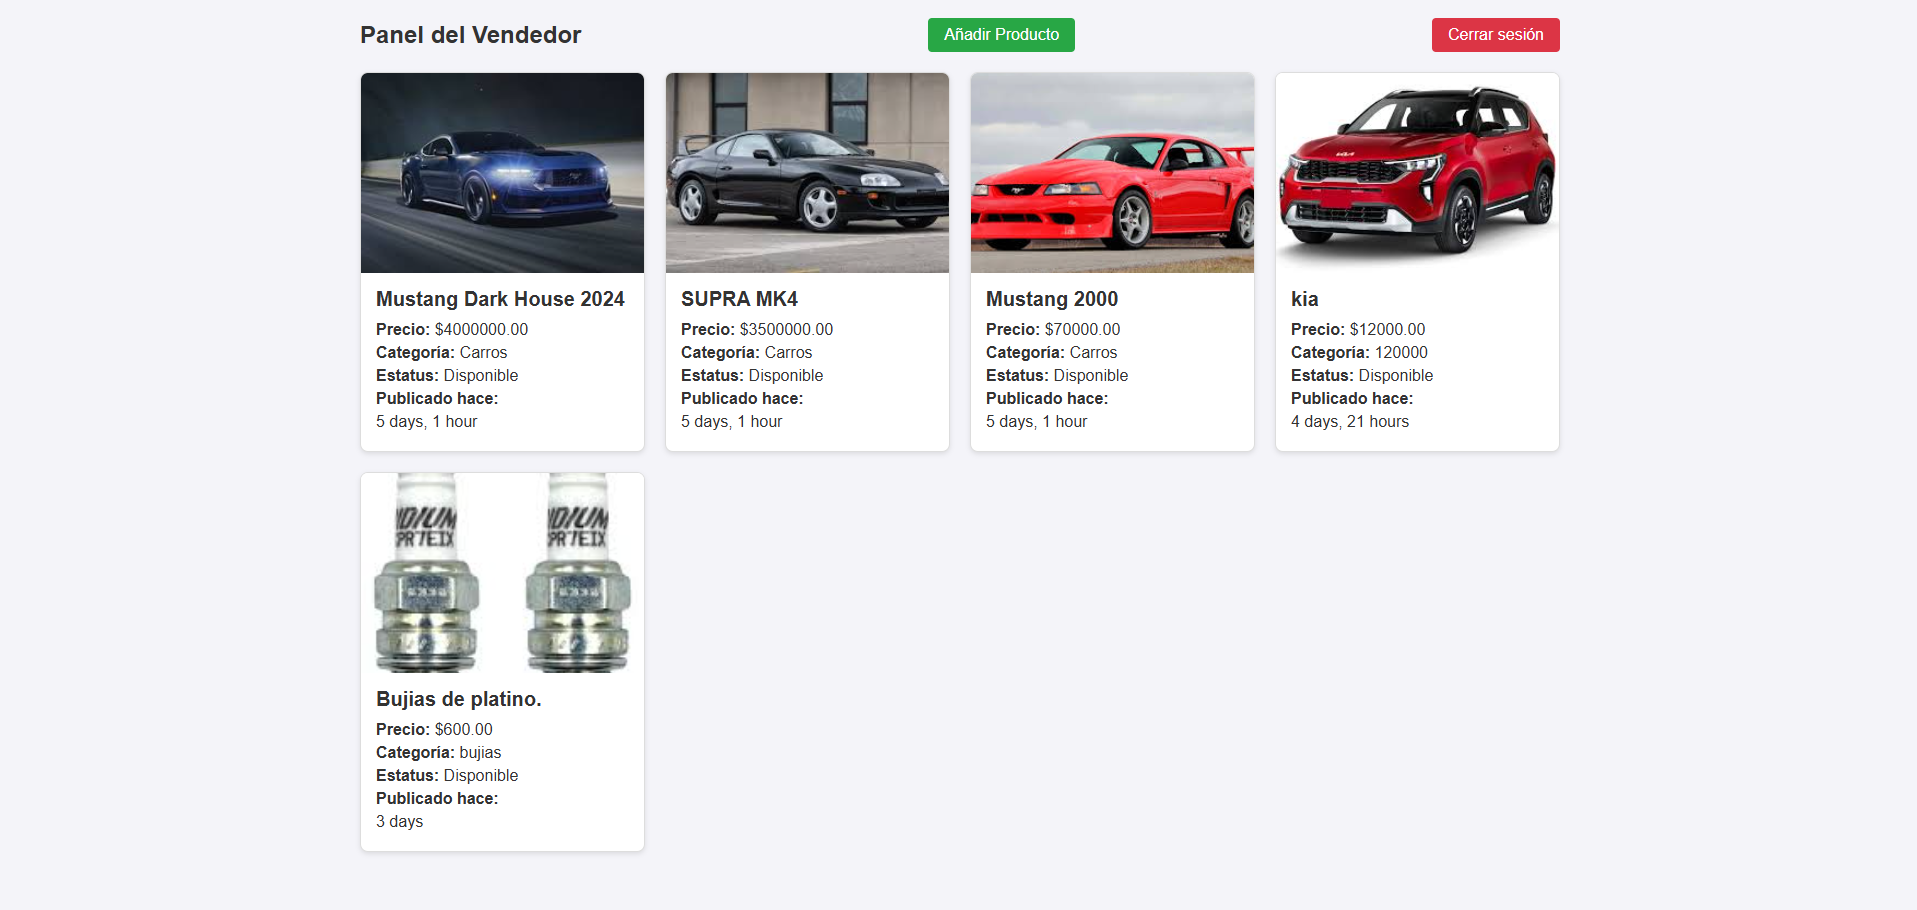 Panel del Vendedor
Añadir Producto
Cerrar sesión
Mustang Dark House 2024
Precio: $4000000.00
Categoría: Carros
Estatus: Disponible
Publicado hace:
5 days, 1 hour
SUPRA MK4
Precio: $3500000.00
Categoría: Carros
Estatus: Disponible
Publicado hace:
5 days, 1 hour
Mustang 2000
Precio: $70000.00
Categoría: Carros
Estatus: Disponible
Publicado hace:
5 days, 1 hour
kia
Precio: $12000.00
Categoría: 120000
Estatus: Disponible
Publicado hace:
4 days, 21 hours
IDIUM
PR7EIX
IDIUM
PR7EIX
Bujias de platino.
Precio: $600.00
Categoría: bujias
Estatus: Disponible
Publicado hace:
3 days